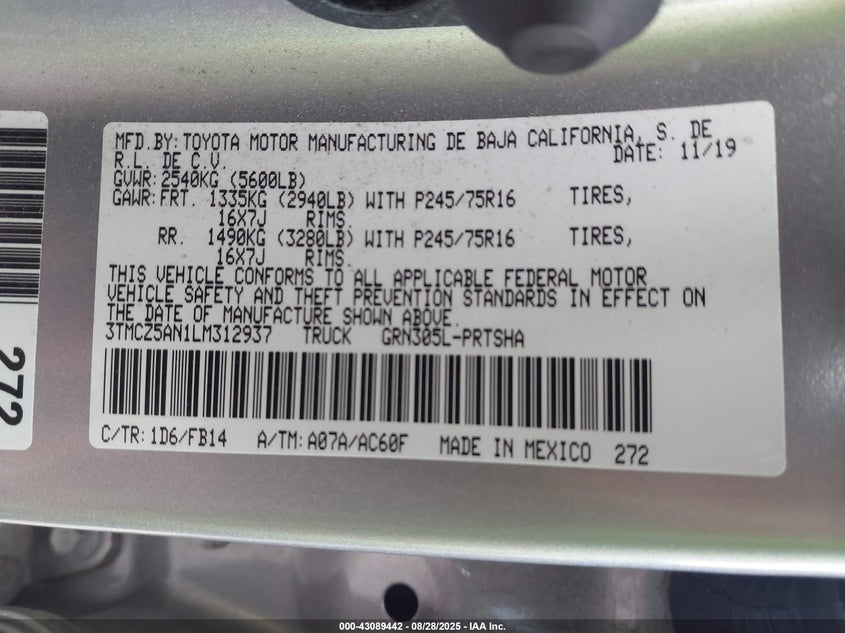 MFD.BY:TOYOTA MOTOR MANUFACTURING DE BAJA CALIFORNIA, S. DE
R.L. DE C.V. DATE: 11/19
GVWR:2540KG (5600LB)
GAWR:FRT. 1335KG (2940LB) WITH P245/75R16 TIRES,
16X7J RIMS.
RR. 1490KG (3280LB) WITH P245/75R16 TIRES,
16X7J RIMS.
THIS VEHICLE CONFORMS TO ALL APPLICABLE FEDERAL MOTOR
VEHICLE SAFETY AND THEFT PREVENTION STANDARDS IN EFFECT ON
THE DATE OF MANUFACTURE SHOWN ABOVE.
3TMCZ5AN1LM312937 TRUCK GRN305L-PRTSHA
C/TR:1D6/FB14 A/TM:A07A/AC60F MADE IN MEXICO 272
272
000-43089442 - 08/28/2025 - IAA Inc.